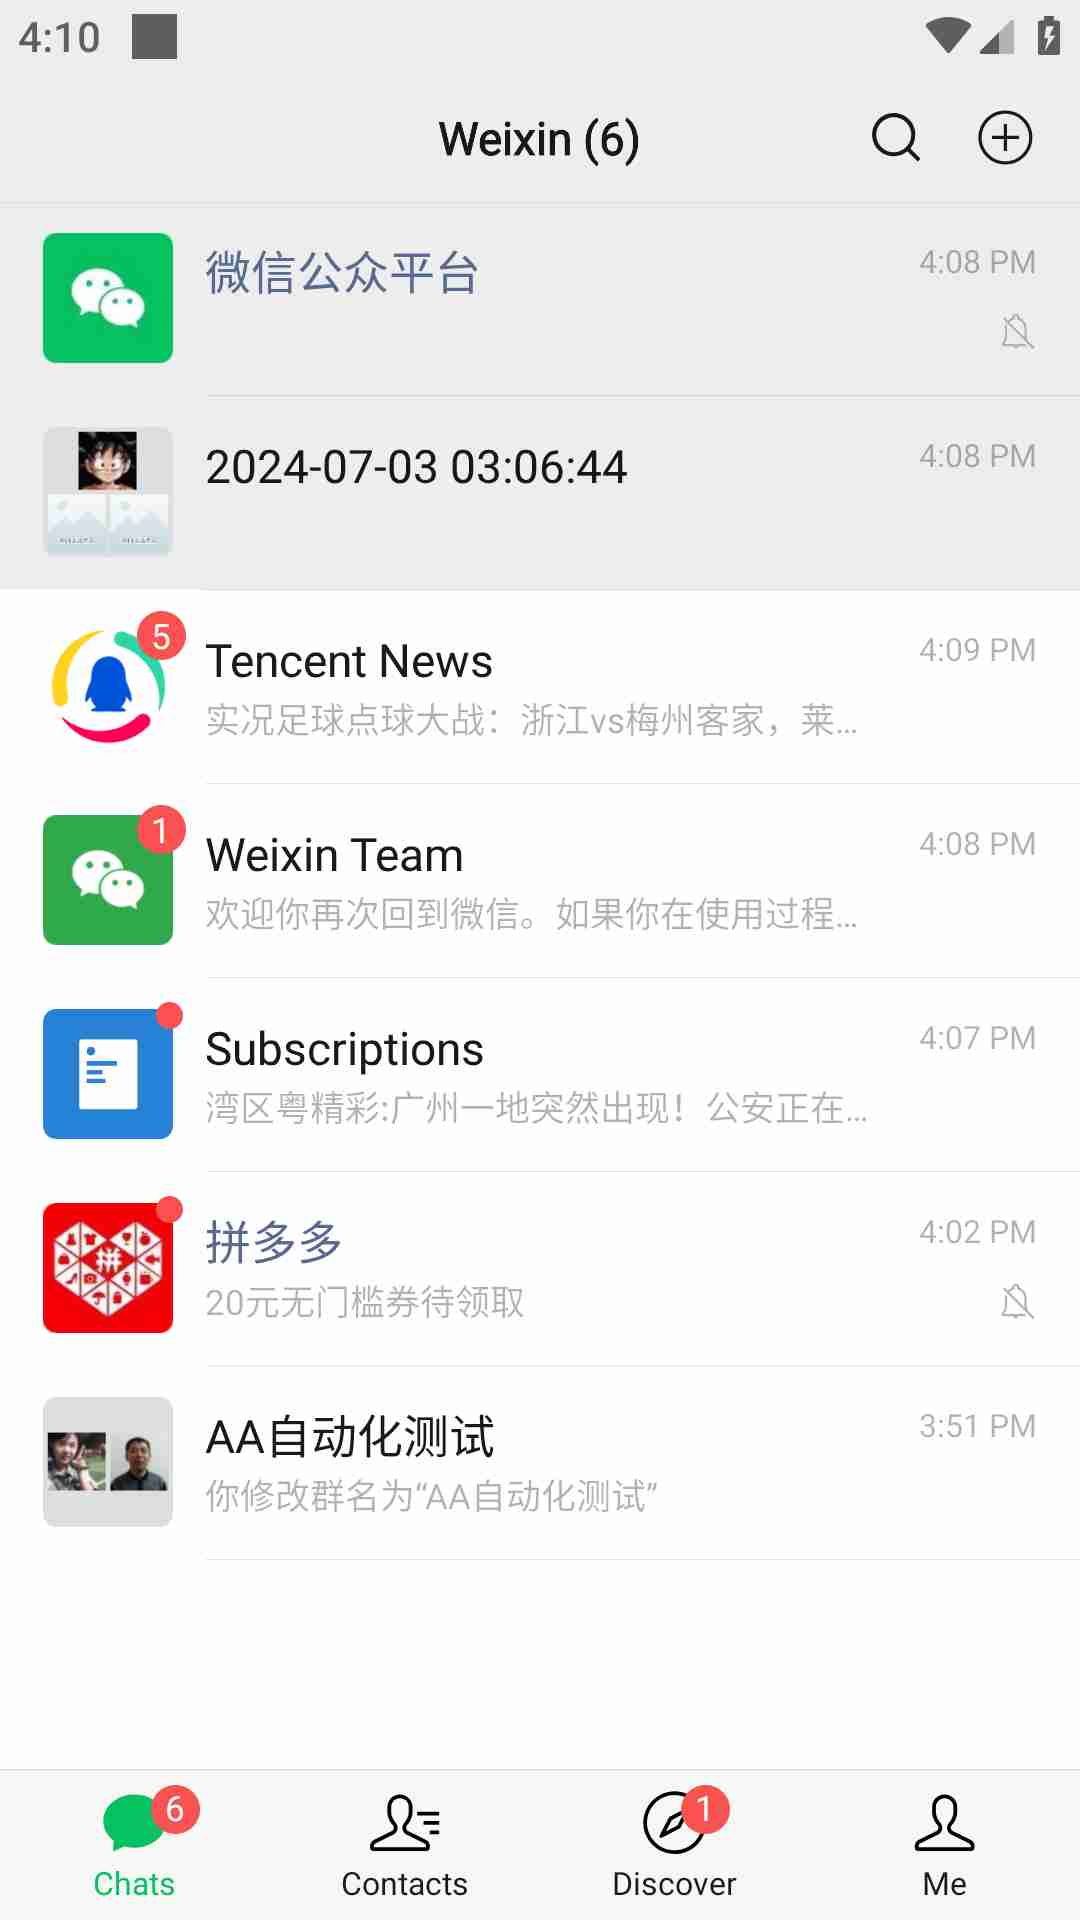 4:10
Weixin (6)
微信公众平台
4:08 PM
2024-07-03 03:06:44
4:08 PM
5
Tencent News
4:09 PM
实况足球点球大战：浙江vs梅州客家，莱...
1
Weixin Team
4:08 PM
欢迎你再次回到微信。如果你在使用过程...
Subscriptions
4:07 PM
湾区粤精彩:广州一地突然出现！公安正在...
拼
拼多多
4:02 PM
20元无门槛券待领取
AA自动化测试
3:51 PM
你修改群名为“AA自动化测试”
6
1
Chats
Contacts
Discover
Me